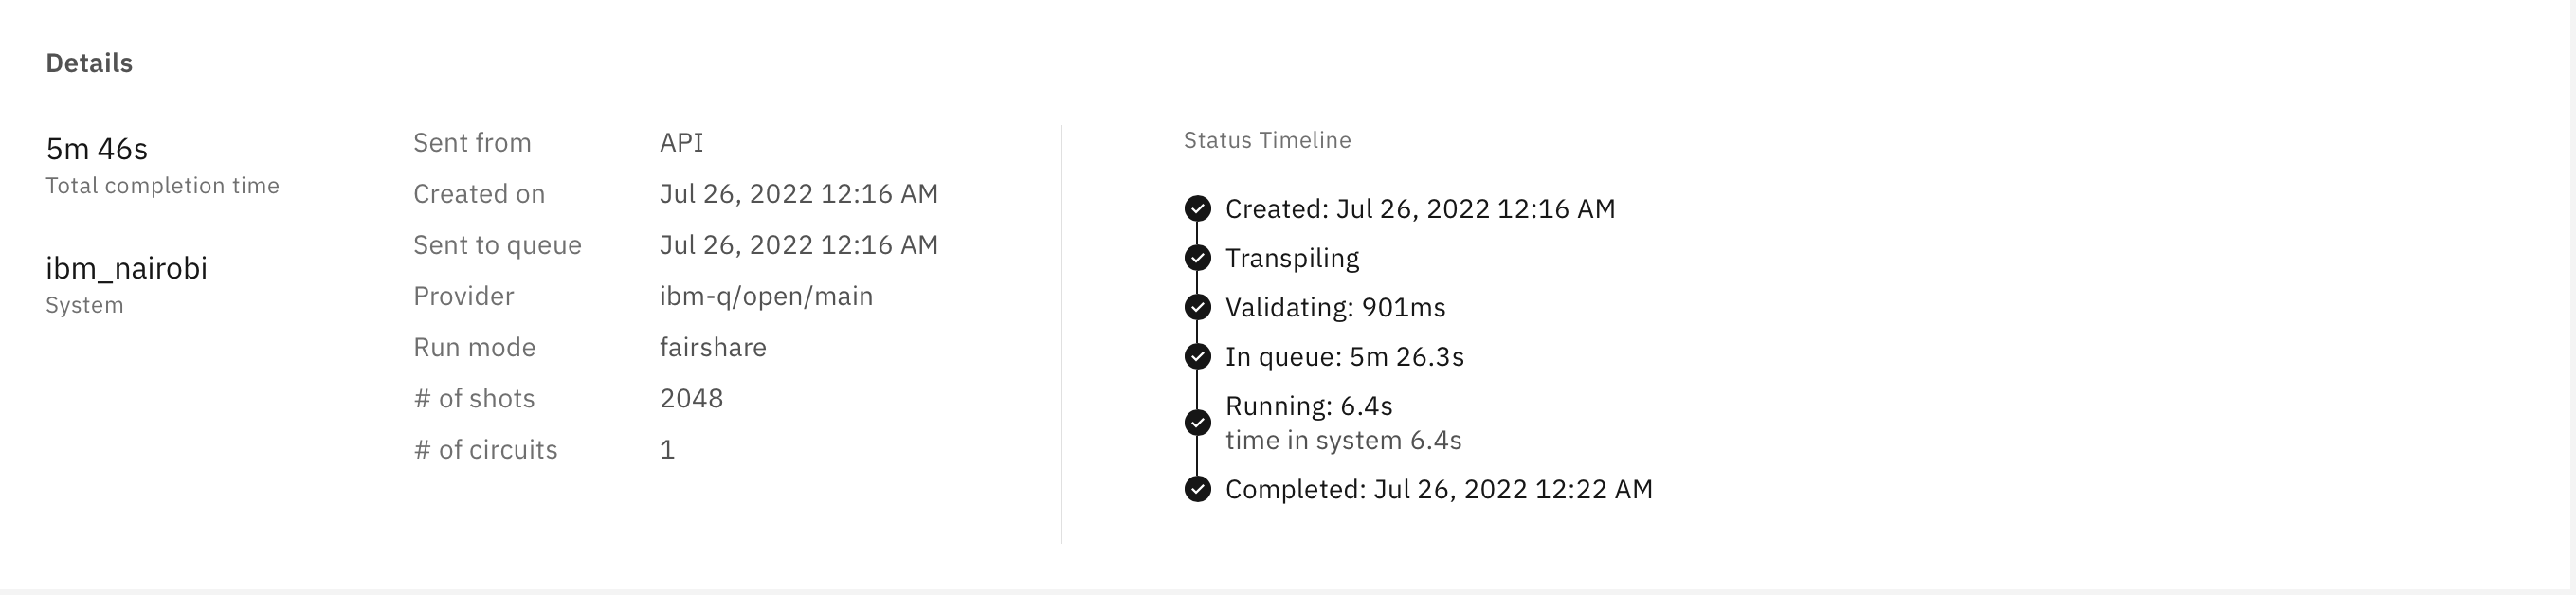 Details
5m 46s
Total completion time
ibm_nairobi
System
Sent from API
Created on Jul 26, 2022 12:16 AM
Sent to queue Jul 26, 2022 12:16 AM
Provider ibm-q/open/main
Run mode fairshare
# of shots 2048
# of circuits 1
Status Timeline
Created: Jul 26, 2022 12:16 AM
Transpiling
Validating: 901ms
In queue: 5m 26.3s
Running: 6.4s
time in system 6.4s
Completed: Jul 26, 2022 12:22 AM